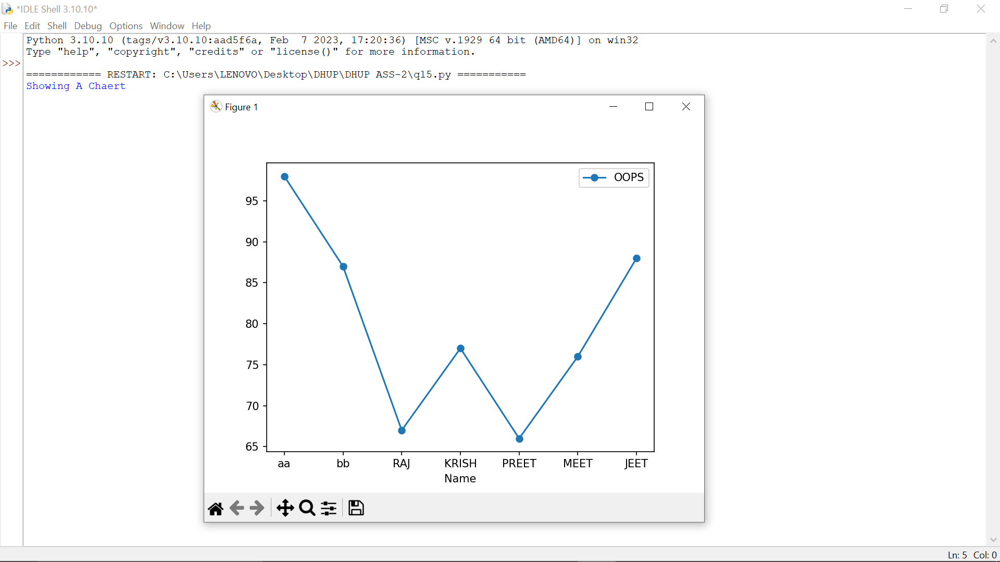 *IDLE Shell 3.10.10*
File Edit Shell Debug Options Window Help
Python 3.10.10 (tags/v3.10.10:aad5f6a, Feb  7 2023, 17:20:36) [MSC v.1929 64 bit (AMD64)] on win32
Type "help", "copyright", "credits" or "license()" for more information.
>>>
============ RESTART: C:\Users\LENOVO\Desktop\DHUP\DHUP ASS-2\q15.py ===========
Showing A Chaert
Figure 1
OOPS
95
90
85
80
75
70
65
aa bb RAJ KRISH PREET MEET JEET
Name
Ln: 5 Col: 0